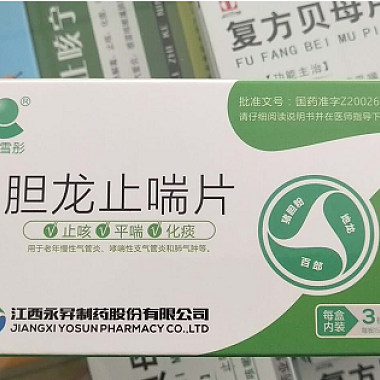 止咳宁
复方贝母片
FU FANG BEI MU PI
【功能主治】
雪彤®
批准文号：国药准字Z20026
请仔细阅读说明书并在医师指导下
胆龙止喘片
止咳 平喘 化痰
用于老年慢性气管炎、哮喘性支气管炎和肺气肿等。
猪胆粉
地龙
百部
江西永昇制药股份有限公司
JIANGXI YOSUN PHARMACY CO.,LTD
每盒
内装
3